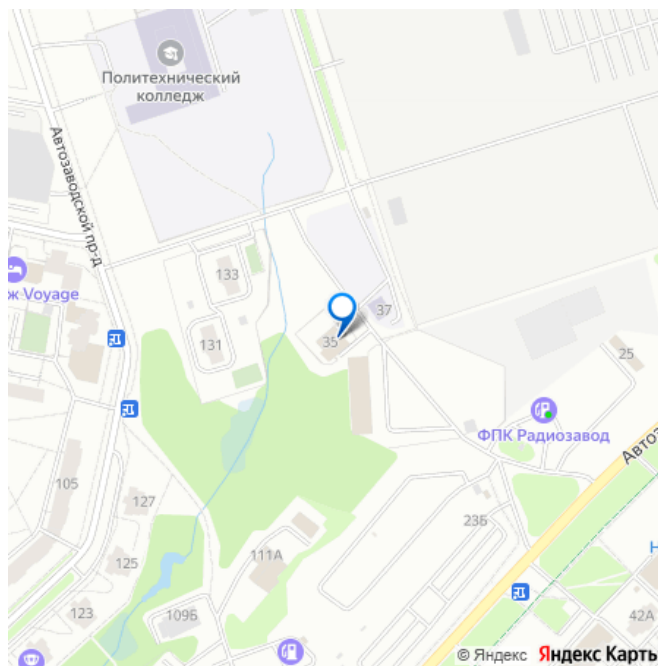 Политехнический
колледж
Автозаводской пр-д
133
ж Voyage
37
131
35
25
ФПК Радиозавод
Автоз
105
127
23Б
111А
125
Н
123
109Б
42А
© Яндекс Яндекс Карть